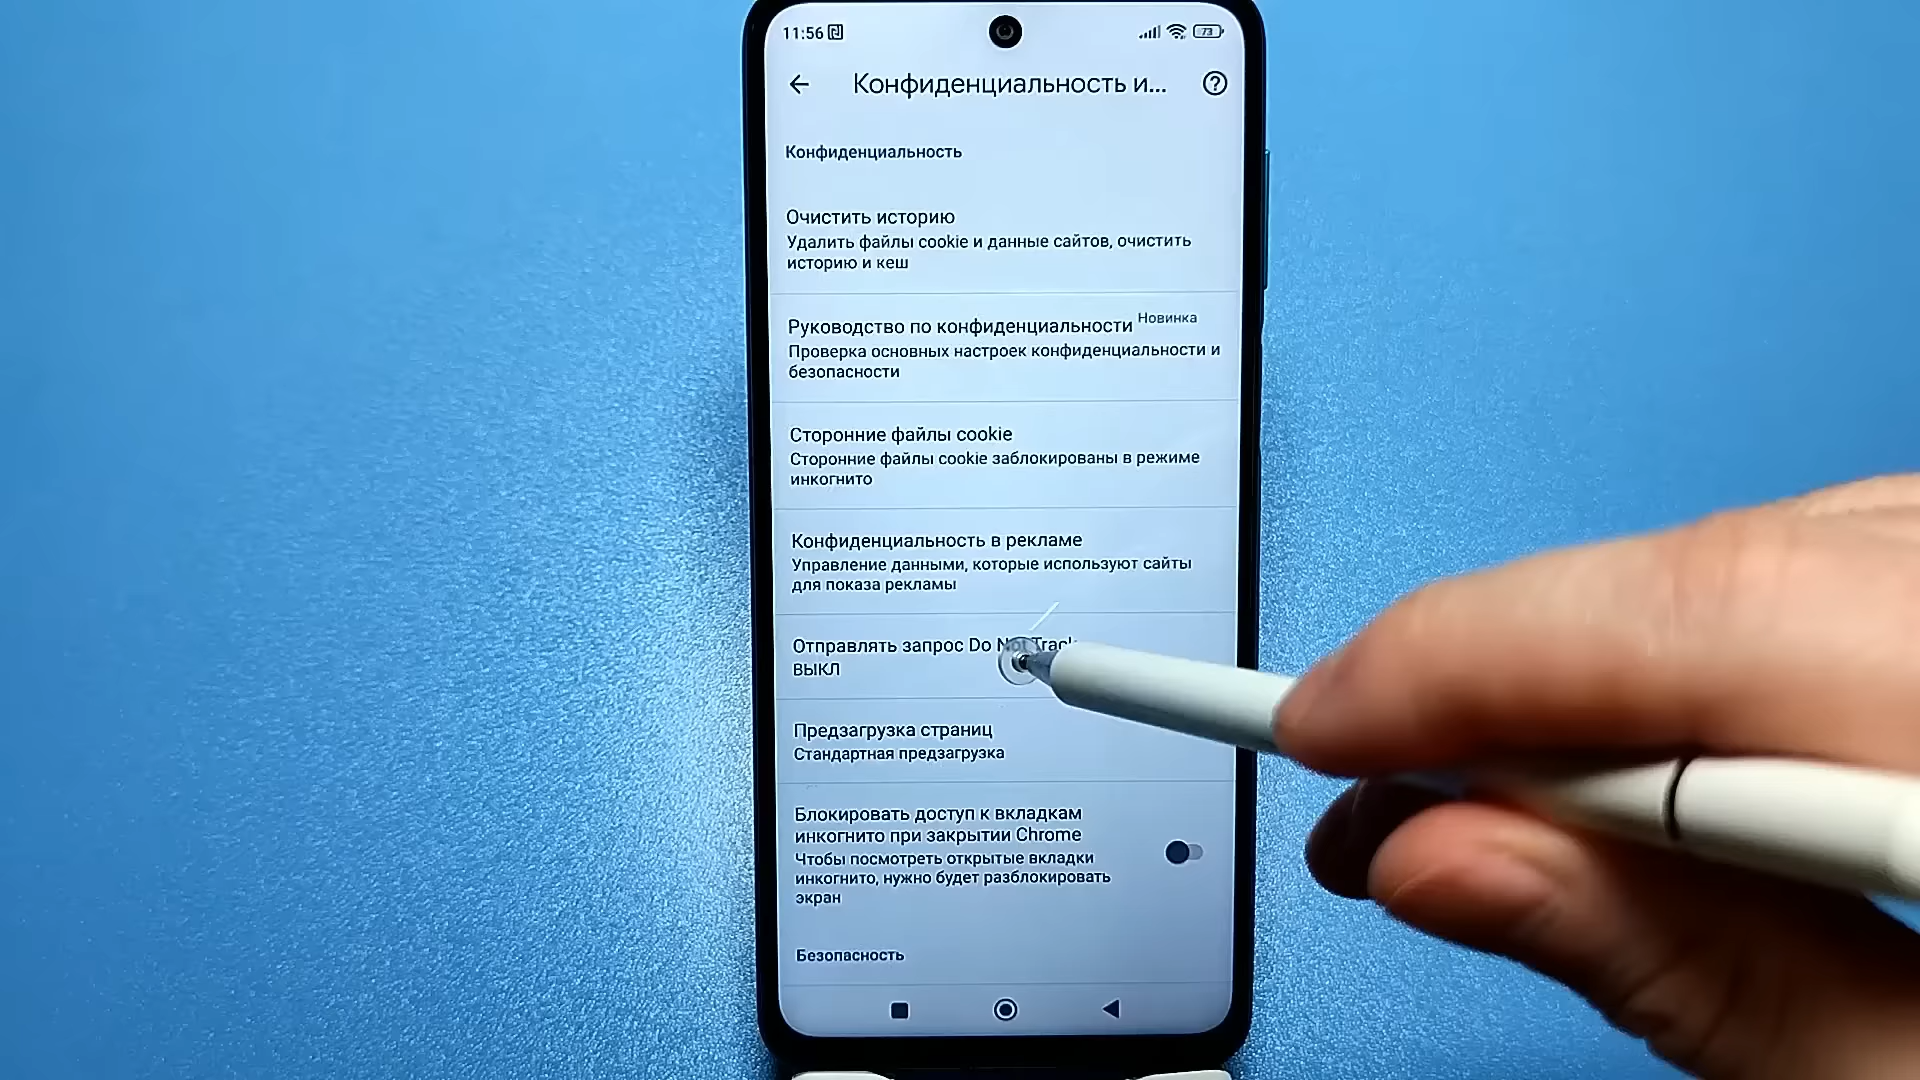 11:56
73
Конфиденциальность и...
Конфиденциальность
Очистить историю
Удалить файлы cookie и данные сайтов, очистить
историю и кеш
Руководство по конфиденциальности Новинка
Проверка основных настроек конфиденциальности и
безопасности
Сторонние файлы cookie
Сторонние файлы cookie заблокированы в режиме
инкогнито
Конфиденциальность в рекламе
Управление данными, которые используют сайты
для показа рекламы
Отправлять запрос Do Not Track
ВЫКЛ
Предзагрузка страниц
Стандартная предзагрузка
Блокировать доступ к вкладкам
инкогнито при закрытии Chrome
Чтобы посмотреть открытые вкладки
инкогнито, нужно будет разблокировать
экран
Безопасность